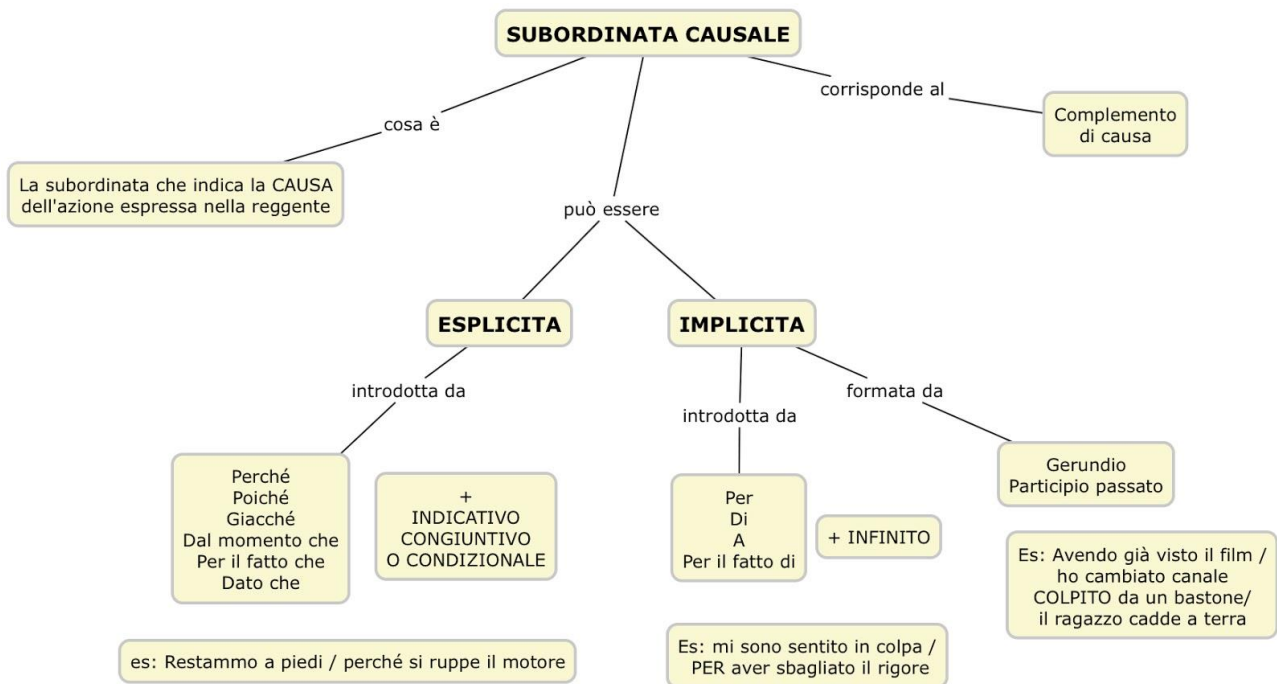 SUBORDINATA CAUSALE
corrisponde al
Complemento
di causa
cosa è
La subordinata che indica la CAUSA
dell'azione espressa nella reggente
può essere
ESPLICITA
IMPLICITA
introdotta da
formata da
introdotta da
Perché
Poiché
Giacché
Dal momento che
Per il fatto che
Dato che
+
INDICATIVO
CONGIUNTIVO
O CONDIZIONALE
Per
Di
A
Per il fatto di
+ INFINITO
Gerundio
Participio passato
Es: Avendo già visto il film /
ho cambiato canale
COLPITO da un bastone/
il ragazzo cadde a terra
es: Restammo a piedi / perché si ruppe il motore
Es: mi sono sentito in colpa /
PER aver sbagliato il rigore